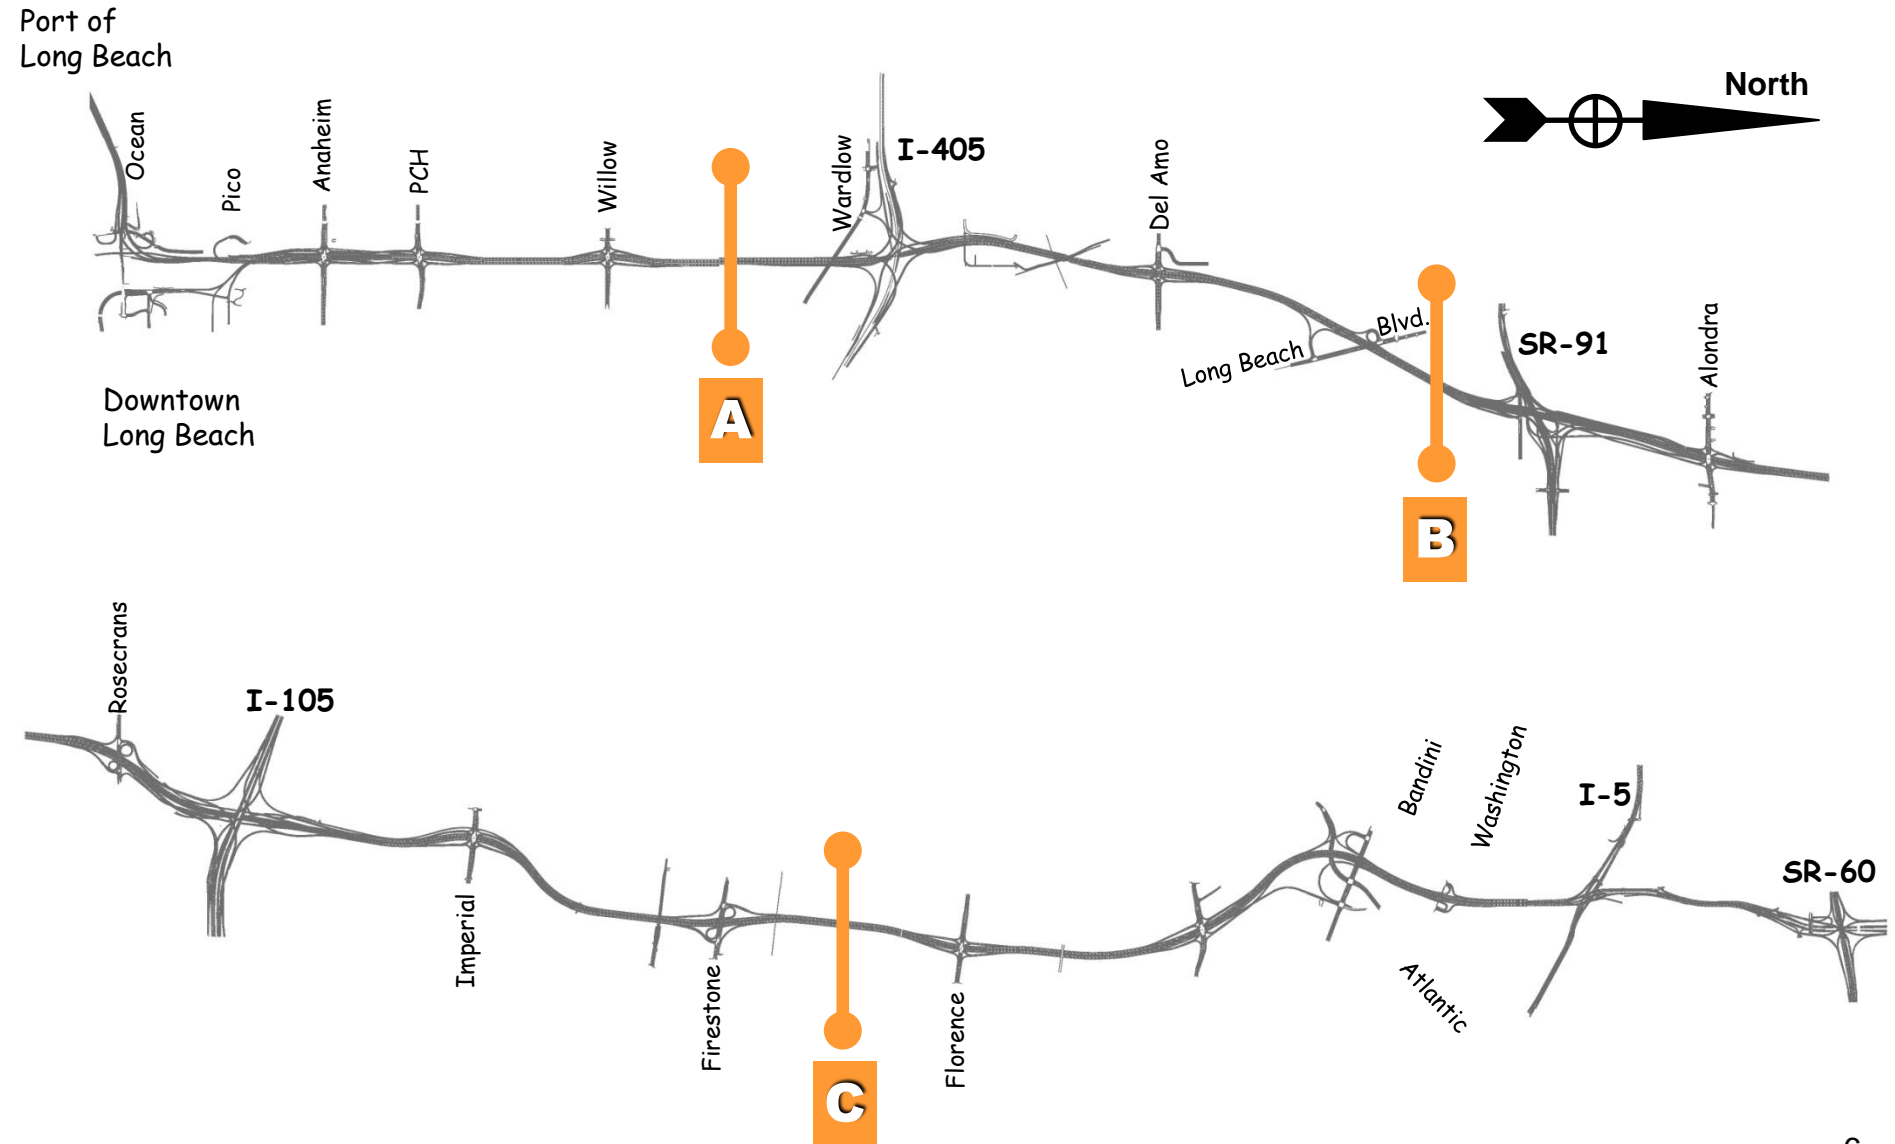 Port of
Long Beach
North
Ocean
Pico
Anaheim
PCH
Willow
Wardlow
I-405
Del Amo
Long Beach Blvd.
SR-91
Alondra
Downtown
Long Beach
A
B
Rosecrans
I-105
Imperial
Firestone
Florence
Bandini
Washington
Atlantic
I-5
SR-60
C